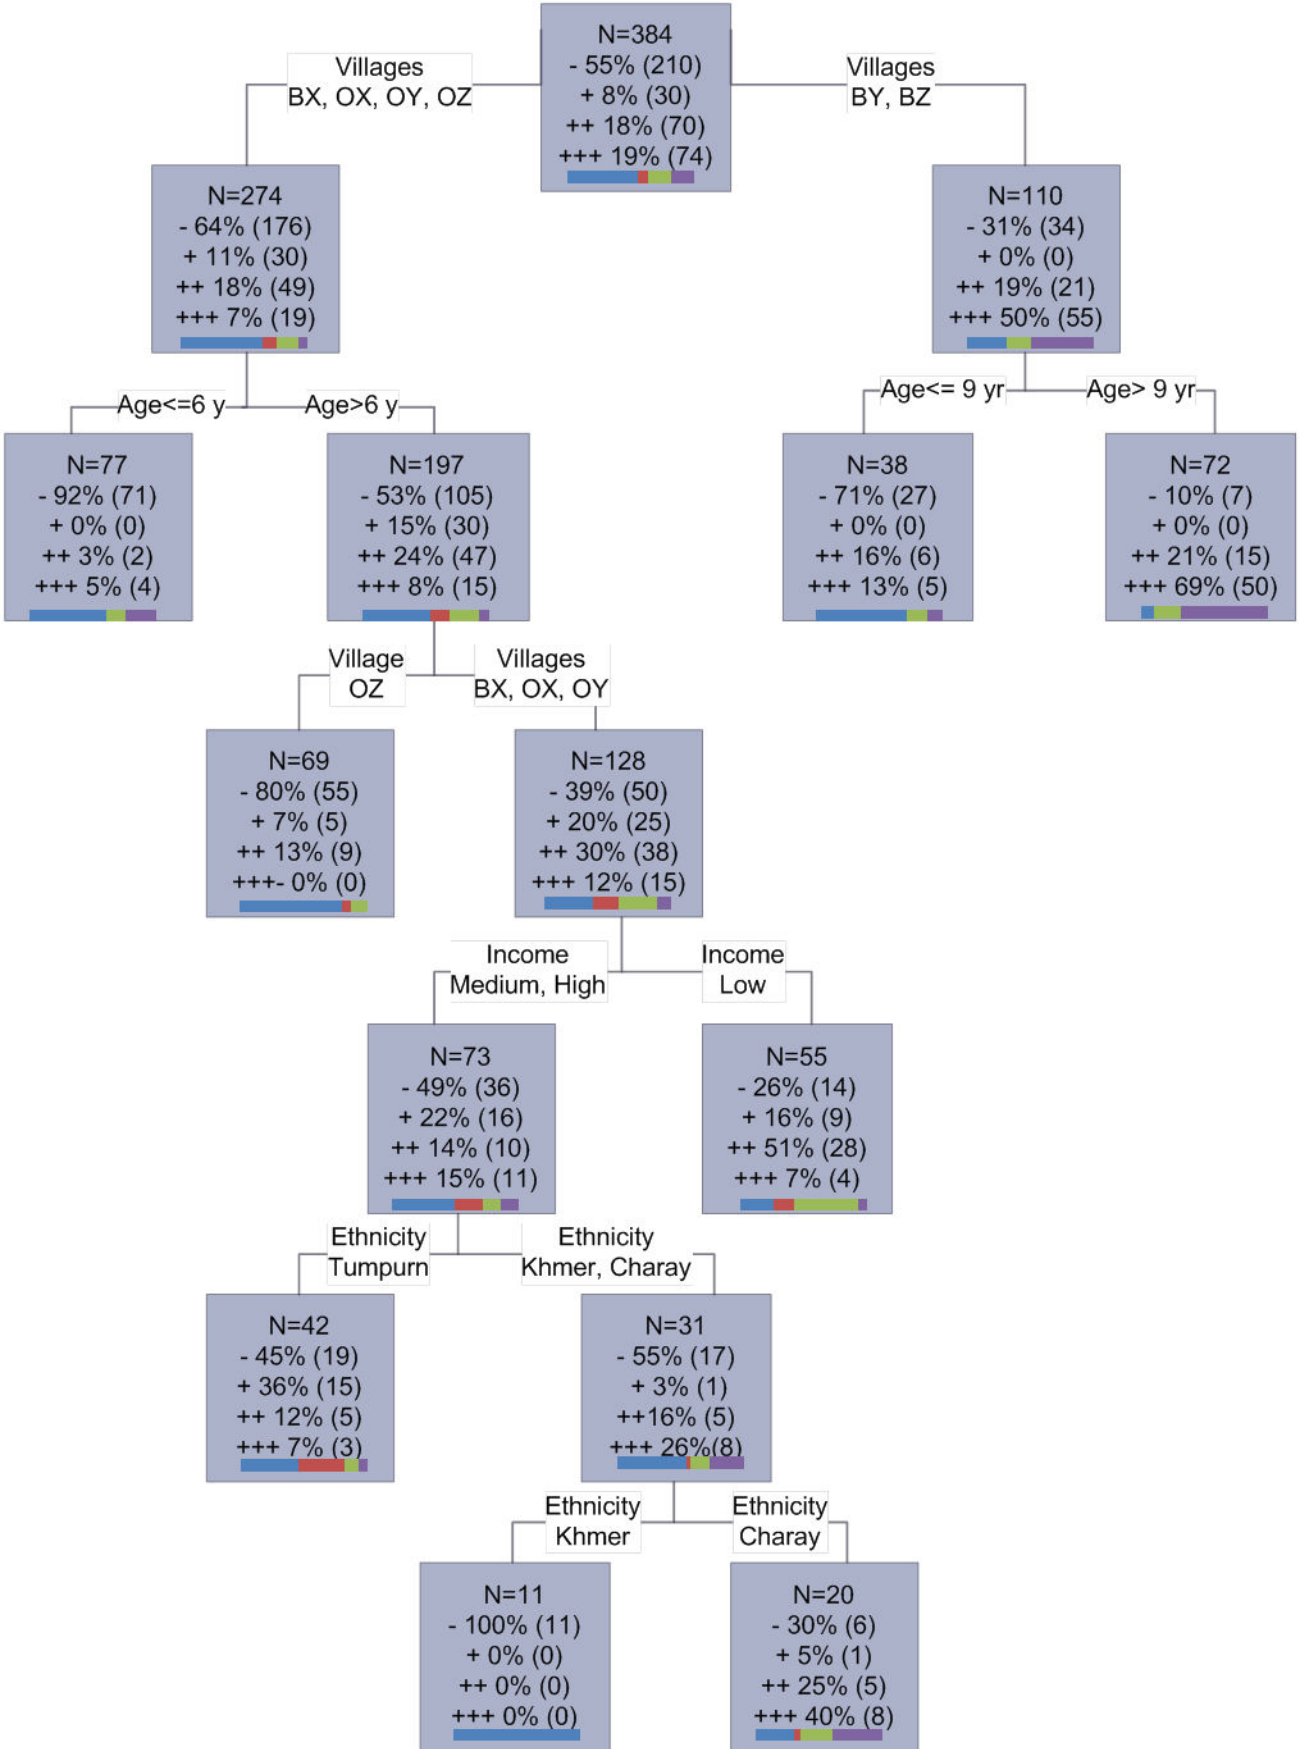 N=384
- 55% (210)
+ 8% (30)
++ 18% (70)
+++ 19% (74)
Villages
BX, OX, OY, OZ
Villages
BY, BZ
N=274
- 64% (176)
+ 11% (30)
++ 18% (49)
+++ 7% (19)
N=110
- 31% (34)
+ 0% (0)
++ 19% (21)
+++ 50% (55)
Age<=6 y
Age>6 y
Age<= 9 yr
Age> 9 yr
N=77
- 92% (71)
+ 0% (0)
++ 3% (2)
+++ 5% (4)
N=197
- 53% (105)
+ 15% (30)
++ 24% (47)
+++ 8% (15)
N=38
- 71% (27)
+ 0% (0)
++ 16% (6)
+++ 13% (5)
N=72
- 10% (7)
+ 0% (0)
++ 21% (15)
+++ 69% (50)
Village
OZ
Villages
BX, OX, OY
N=69
- 80% (55)
+ 7% (5)
++ 13% (9)
+++- 0% (0)
N=128
- 39% (50)
+ 20% (25)
++ 30% (38)
+++ 12% (15)
Income
Medium, High
Income
Low
N=73
- 49% (36)
+ 22% (16)
++ 14% (10)
+++ 15% (11)
N=55
- 26% (14)
+ 16% (9)
++ 51% (28)
+++ 7% (4)
Ethnicity
Tumpurn
Ethnicity
Khmer, Charay
N=42
- 45% (19)
+ 36% (15)
++ 12% (5)
+++ 7% (3)
N=31
- 55% (17)
+ 3% (1)
++16% (5)
+++ 26%(8)
Ethnicity
Khmer
Ethnicity
Charay
N=11
- 100% (11)
+ 0% (0)
++ 0% (0)
+++ 0% (0)
N=20
- 30% (6)
+ 5% (1)
++ 25% (5)
+++ 40% (8)